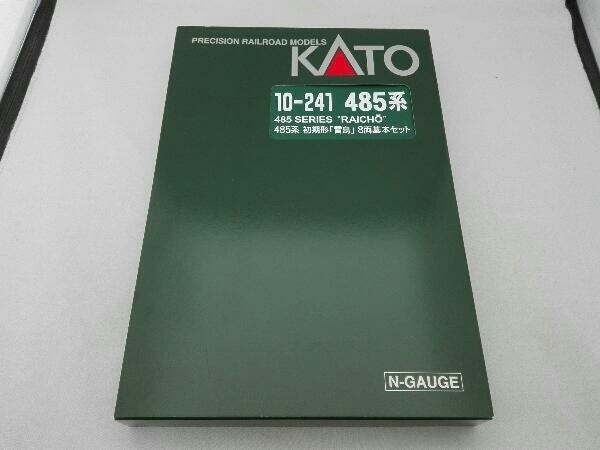 PRECISION RAILROAD MODELS
KATO
10-241 485系
485 SERIES "RAICHŌ"
485系 初期形「雷鳥」8両基本セット
N-GAUGE